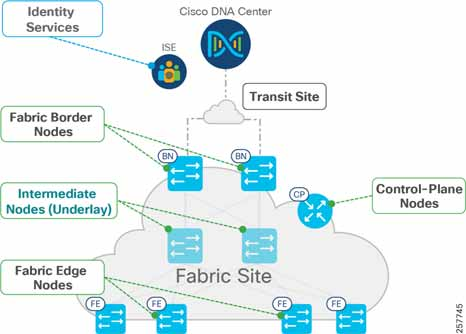 Identity
Services
Cisco DNA Center
ISE
Transit Site
Fabric Border
Nodes
BN
BN
Intermediate
Nodes (Underlay)
CP
Control-Plane
Nodes
Fabric Edge
Nodes
Fabric Site
FE
FE
FE
FE
257745